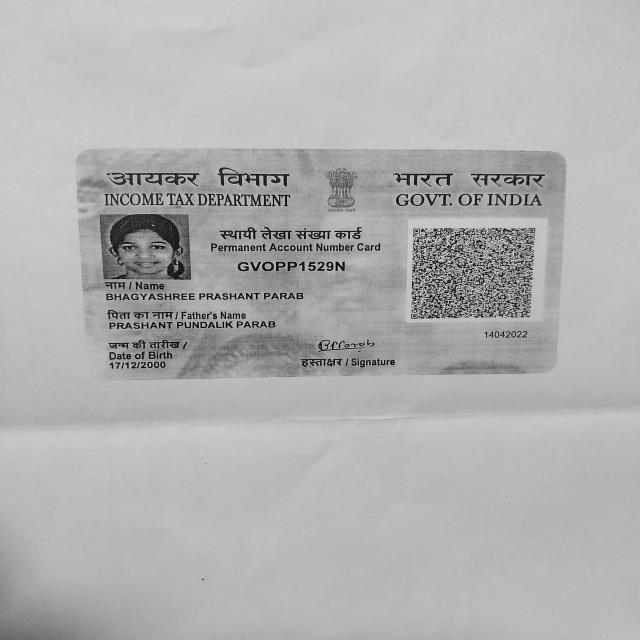 आयकर विभाग
INCOME TAX DEPARTMENT
भारत सरकार
GOVT. OF INDIA
स्थायी लेखा संख्या कार्ड
Permanent Account Number Card
GVOPP1529N
नाम / Name
BHAGYASHREE PRASHANT PARAB
पिता का नाम / Father's Name
PRASHANT PUNDALIK PARAB
जन्म की तारीख /
Date of Birth
17/12/2000
हस्ताक्षर / Signature
14042022